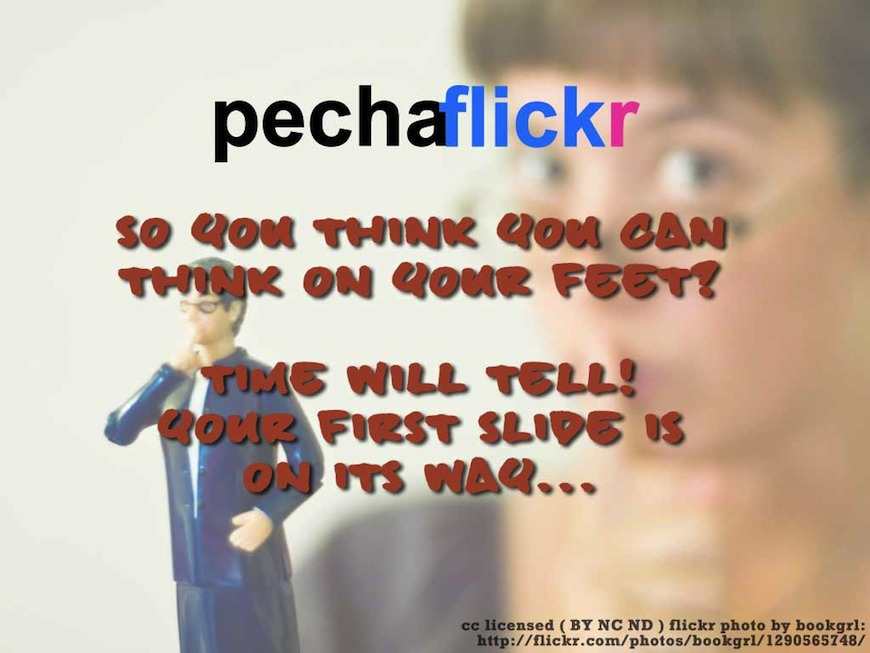 pechaflickr
SO YOU THINK YOU CAN
THINK ON YOUR FEET?
TIME WILL TELL!
YOUR FIRST SLIDE IS
ON ITS WAY...
cc licensed ( BY NC ND ) flickr photo by bookgrl:
http://flickr.com/photos/bookgrl/1290565748/